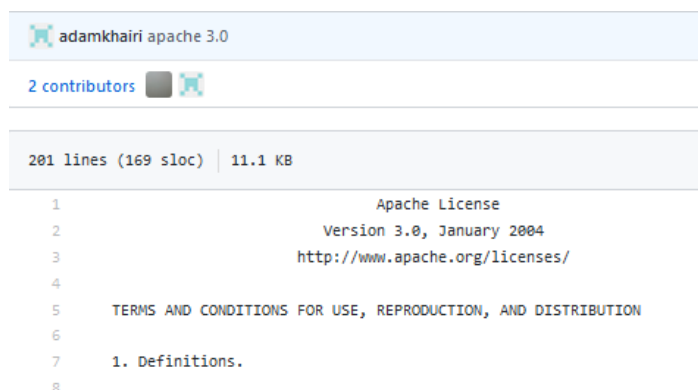 adamkhairi apache 3.0
2 contributors
201 lines (169 sloc) 11.1 KB
1 Apache License
2 Version 3.0, January 2004
3 http://www.apache.org/licenses/
4
5 TERMS AND CONDITIONS FOR USE, REPRODUCTION, AND DISTRIBUTION
6
7 1. Definitions.
8